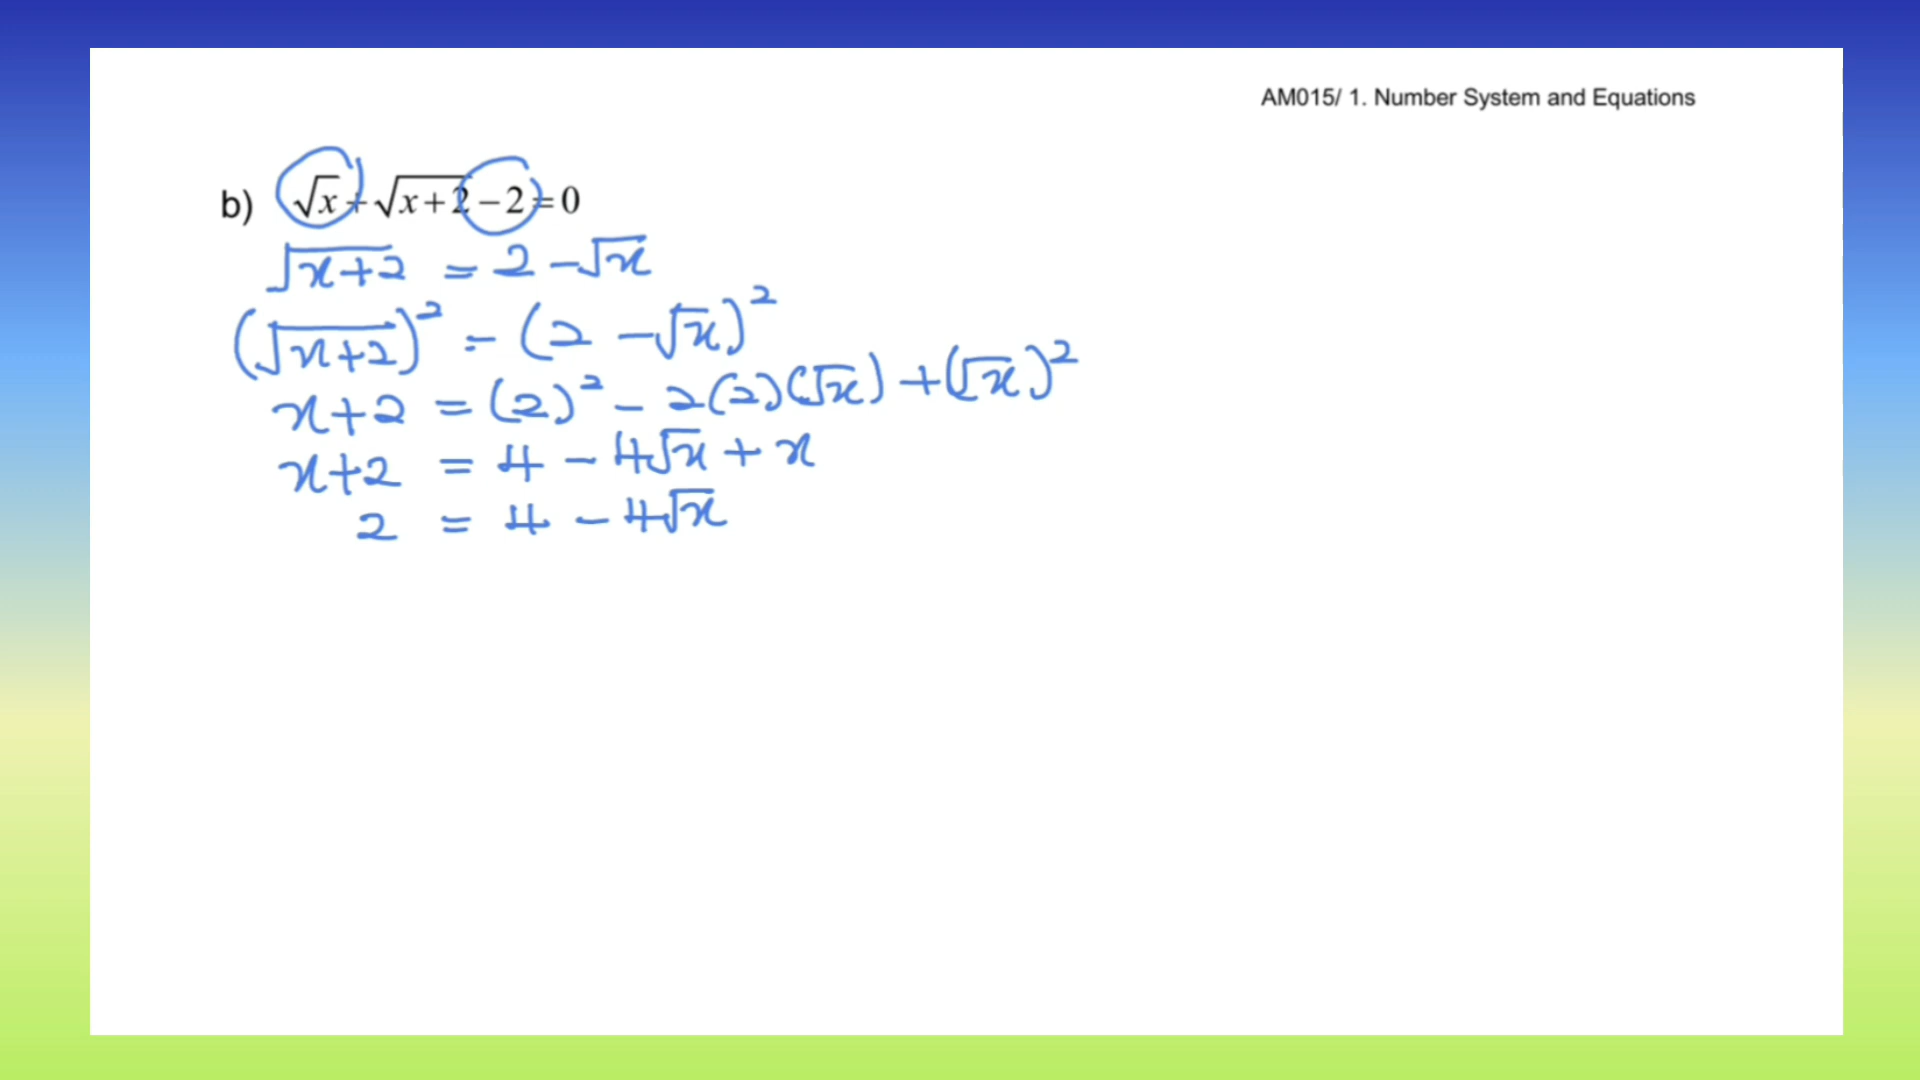 AM015/ 1. Number System and Equations
b) √x + √(x+2) − 2 = 0
√(x+2) = 2 − √x
(√(x+2))² = (2 − √x)²
x+2 = (2)² − 2(2)(√x) + (√x)²
x+2 = 4 − 4√x + x
2 = 4 − 4√x